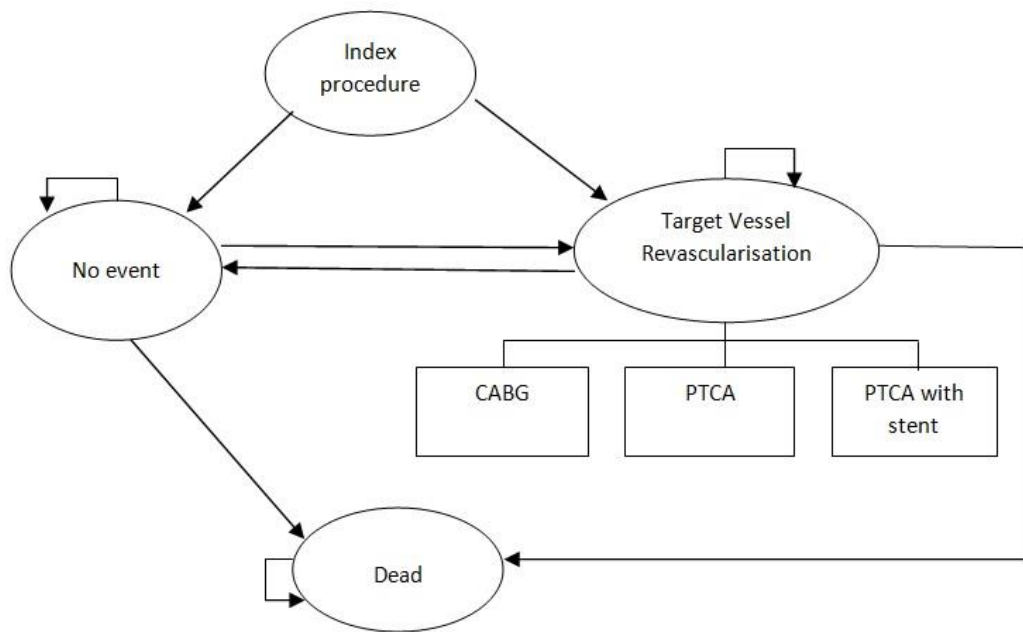 Index
procedure
Target Vessel
Revascularisation
No event
CABG
PTCA
PTCA with
stent
Dead